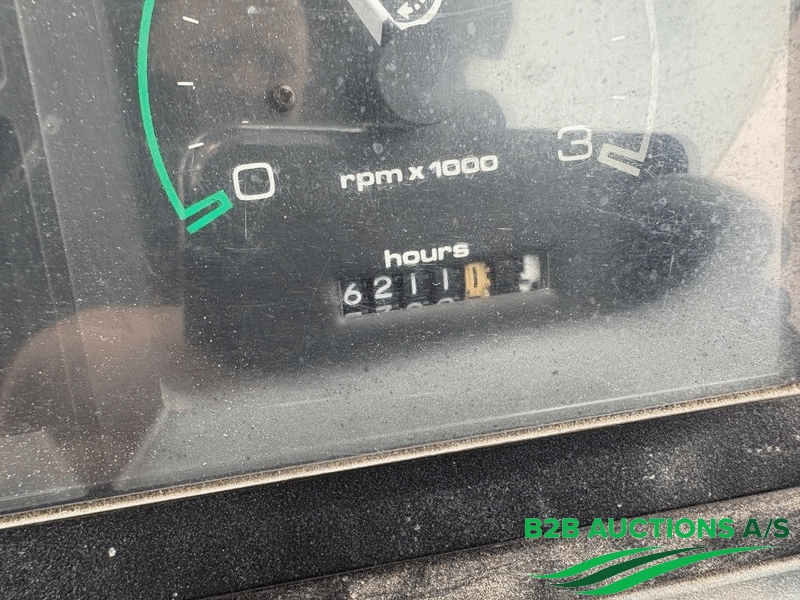 0
3
rpm x 1000
hours
6211
B2B AUCTIONS A/S